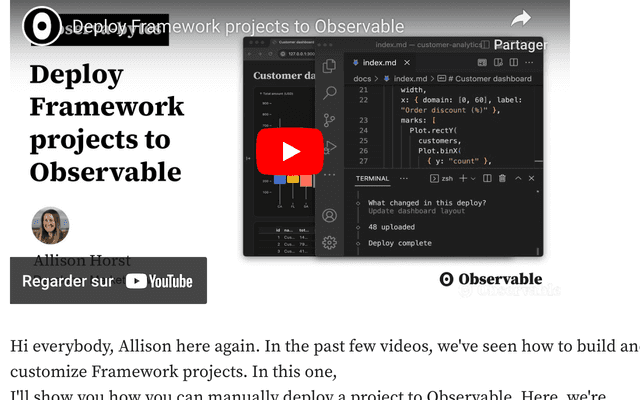 Deploy Framework projects to Observable
Partager
Deploy
Framework
projects to
Observable
Allison Horst
Regarder sur YouTube
Customer da
index.md — customer-analytics
index.md
docs > index.md > # Customer dashboard
21 width,
22 x: { domain: [0, 60], label:
"Order discount (%)" },
23 marks: [
24 Plot.rectY(
25 customers,
26 Plot.binX(
27 { y: "count" },
TERMINAL
zsh
What changed in this deploy?
Update dashboard layout
48 uploaded
Deploy complete
Observable
Hi everybody, Allison here again. In the past few videos, we've seen how to build an
customize Framework projects. In this one,
I'll show you how you can manually deploy a project to Observable. Here, we're